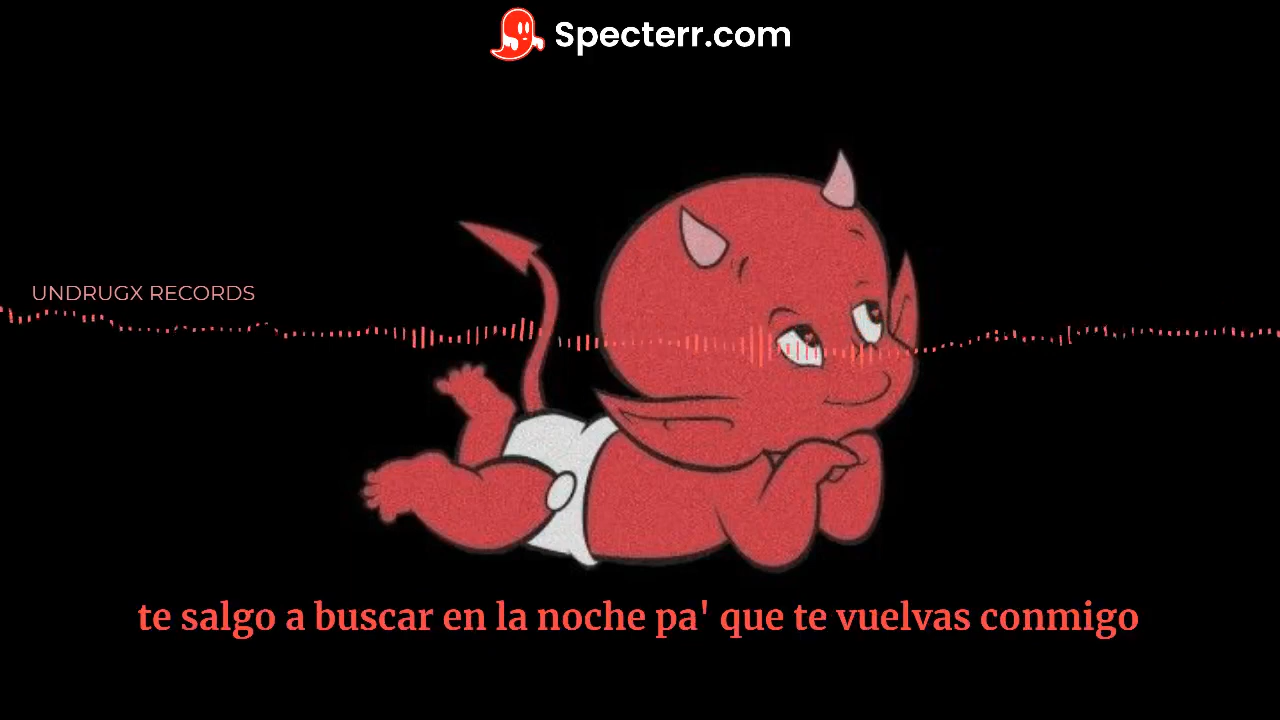 Specterr.com
UNDRUGX RECORDS
te salgo a buscar en la noche pa' que te vuelvas conmigo